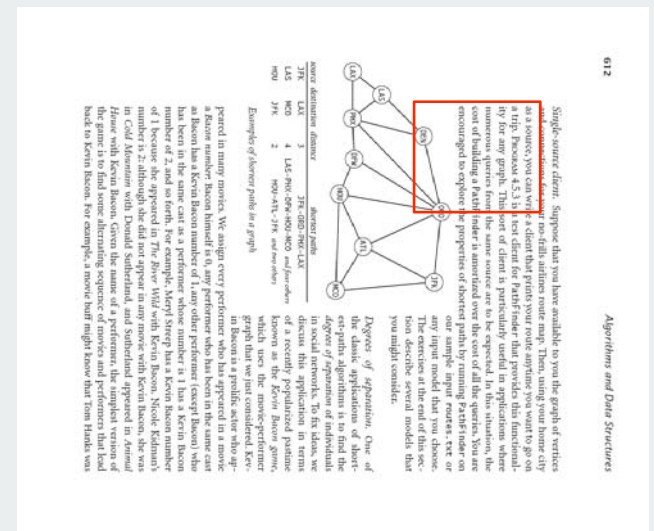 612 Algorithms and Data Structures
Single-source client. Suppose that you have available to you the graph of vertices
and connections for your no-frills airlines route map. Then, using your home city
as a source, you can write a client that prints your route anytime you want to go on
a trip. PROGRAM 4.5.3 is a test client for PathFinder that provides this functional-
ity for any graph. This sort of client is particularly useful in applications where
numerous queries from the same source are to be expected. In this situation, the
cost of building a PathFinder is amortized over the cost of all the queries. You are
encouraged to explore the properties of shortest paths by running PathFinder on
our sample input routes.txt or
any input model that you choose.
The exercises at the end of this sec-
tion describe several models that
you might consider.
JFK
ORD
DEN
LAS
LAX
PHX
DFW
ATL
HOU
MCO
source destination distance shortest paths
JFK LAX 3 JFK-ORD-PHX-LAX
LAS MCO 4 LAS-PHX-DFW-HOU-MCO and four others
HOU JFK 2 HOU-ATL-JFK and two others
Examples of shortest paths in a graph
Degrees of separation. One of
the classic applications of short-
est-paths algorithms is to find the
degrees of separation of individuals
in social networks. To fix ideas, we
discuss this application in terms
of a recently popularized pastime
known as the Kevin Bacon game,
which uses the movie-performer
graph that we just considered. Kev-
in Bacon is a prolific actor who ap-
peared in many movies. We assign every performer who has appeared in a movie
a Bacon number: Bacon himself is 0, any performer who has been in the same cast
as Bacon has a Kevin Bacon number of 1, any other performer (except Bacon) who
has been in the same cast as a performer whose number is 1 has a Kevin Bacon
number of 2, and so forth. For example, Meryl Streep has a Kevin Bacon number
of 1 because she appeared in The River Wild with Kevin Bacon. Nicole Kidman's
number is 2: although she did not appear in any movie with Kevin Bacon, she was
in Cold Mountain with Donald Sutherland, and Sutherland appeared in Animal
House with Kevin Bacon. Given the name of a performer, the simplest version of
the game is to find some alternating sequence of movies and performers that lead
back to Kevin Bacon. For example, a movie buff might know that Tom Hanks was